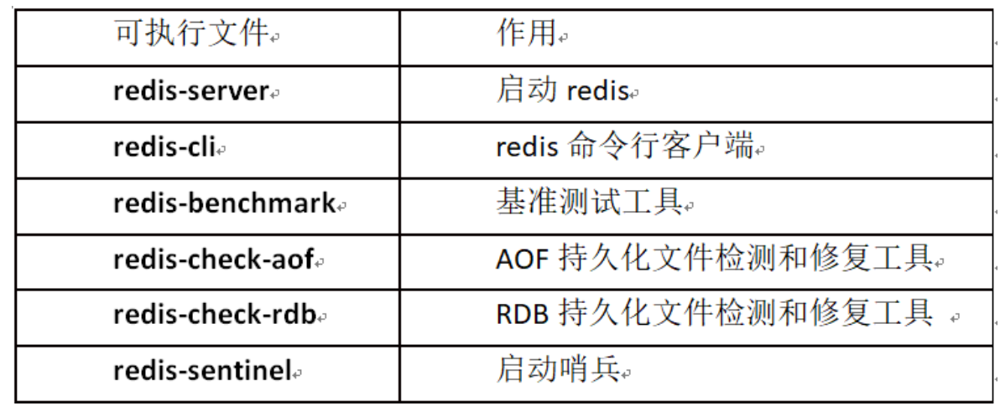 可执行文件 作用
redis-server 启动 redis
redis-cli redis 命令行客户端
redis-benchmark 基准测试工具
redis-check-aof AOF 持久化文件检测和修复工具
redis-check-rdb RDB 持久化文件检测和修复工具
redis-sentinel 启动哨兵